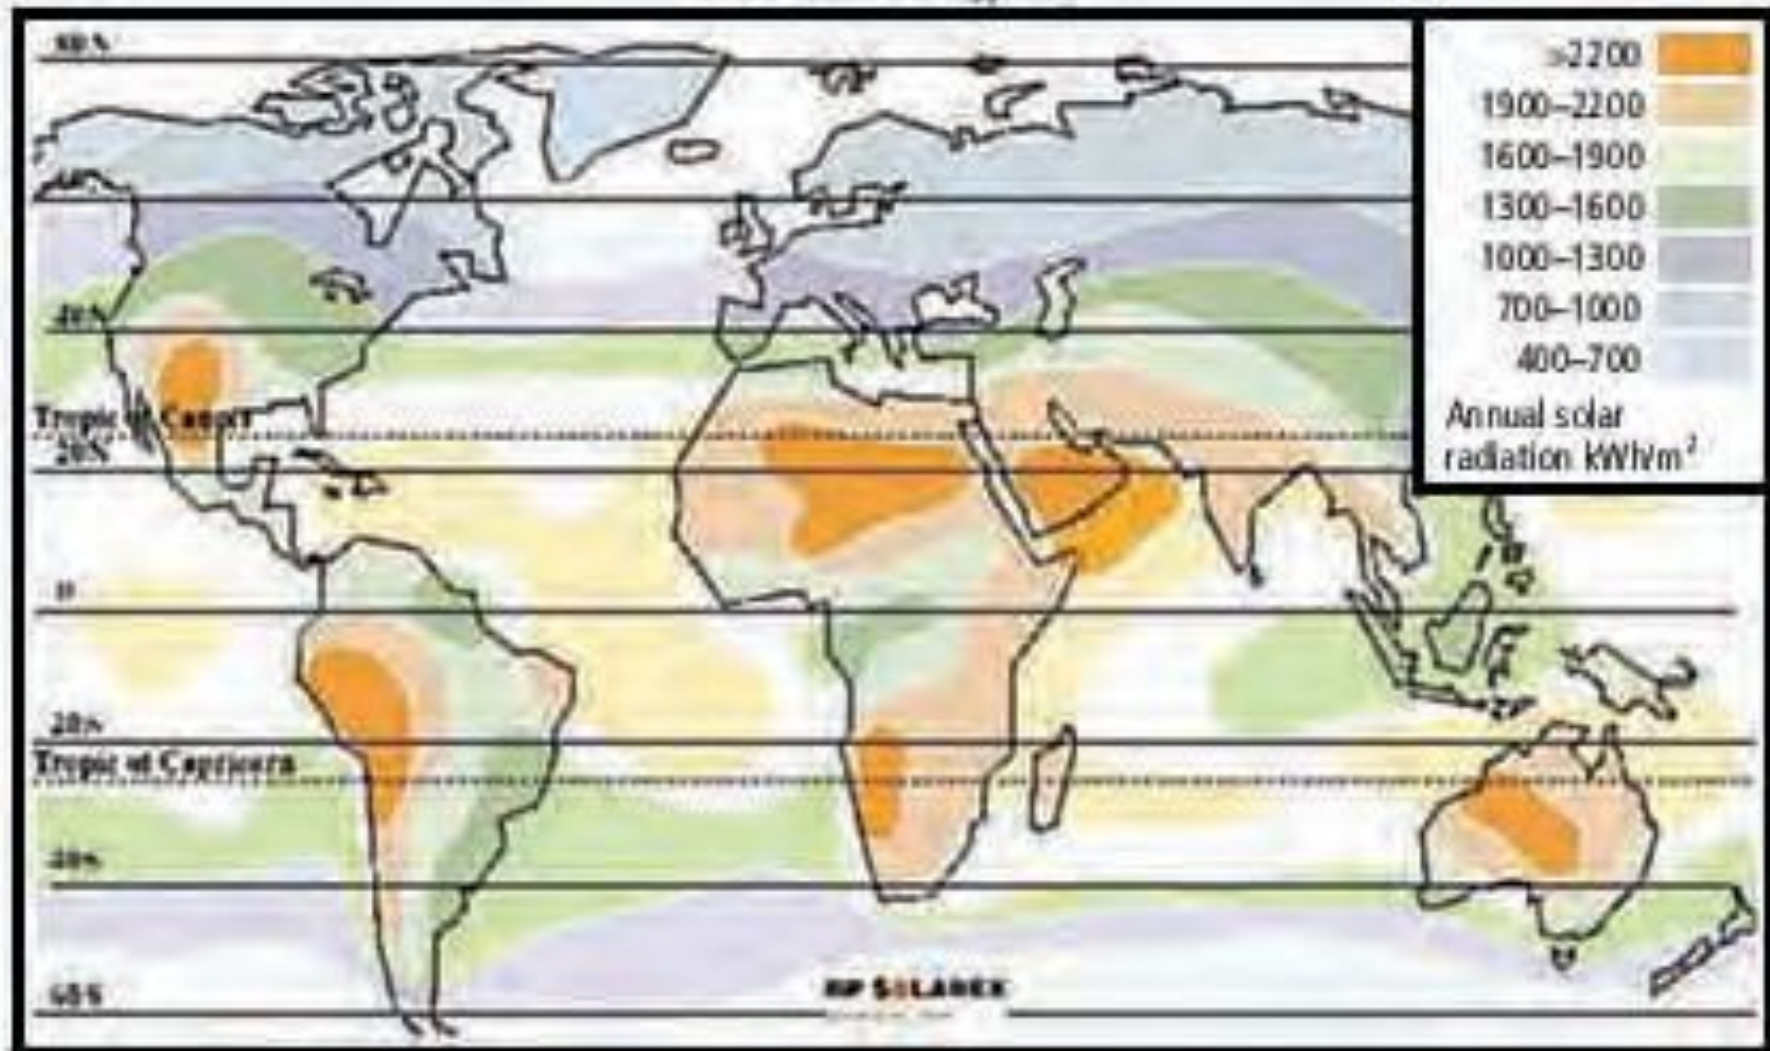 >2200
1900–2200
1600–1900
1300–1600
1000–1300
700–1000
400–700
Annual solar
radiation kWh/m²
40%
Tropic of Cancer
20%
0
20%
Tropic of Capricorn
40%
60%
BP SOLAREX